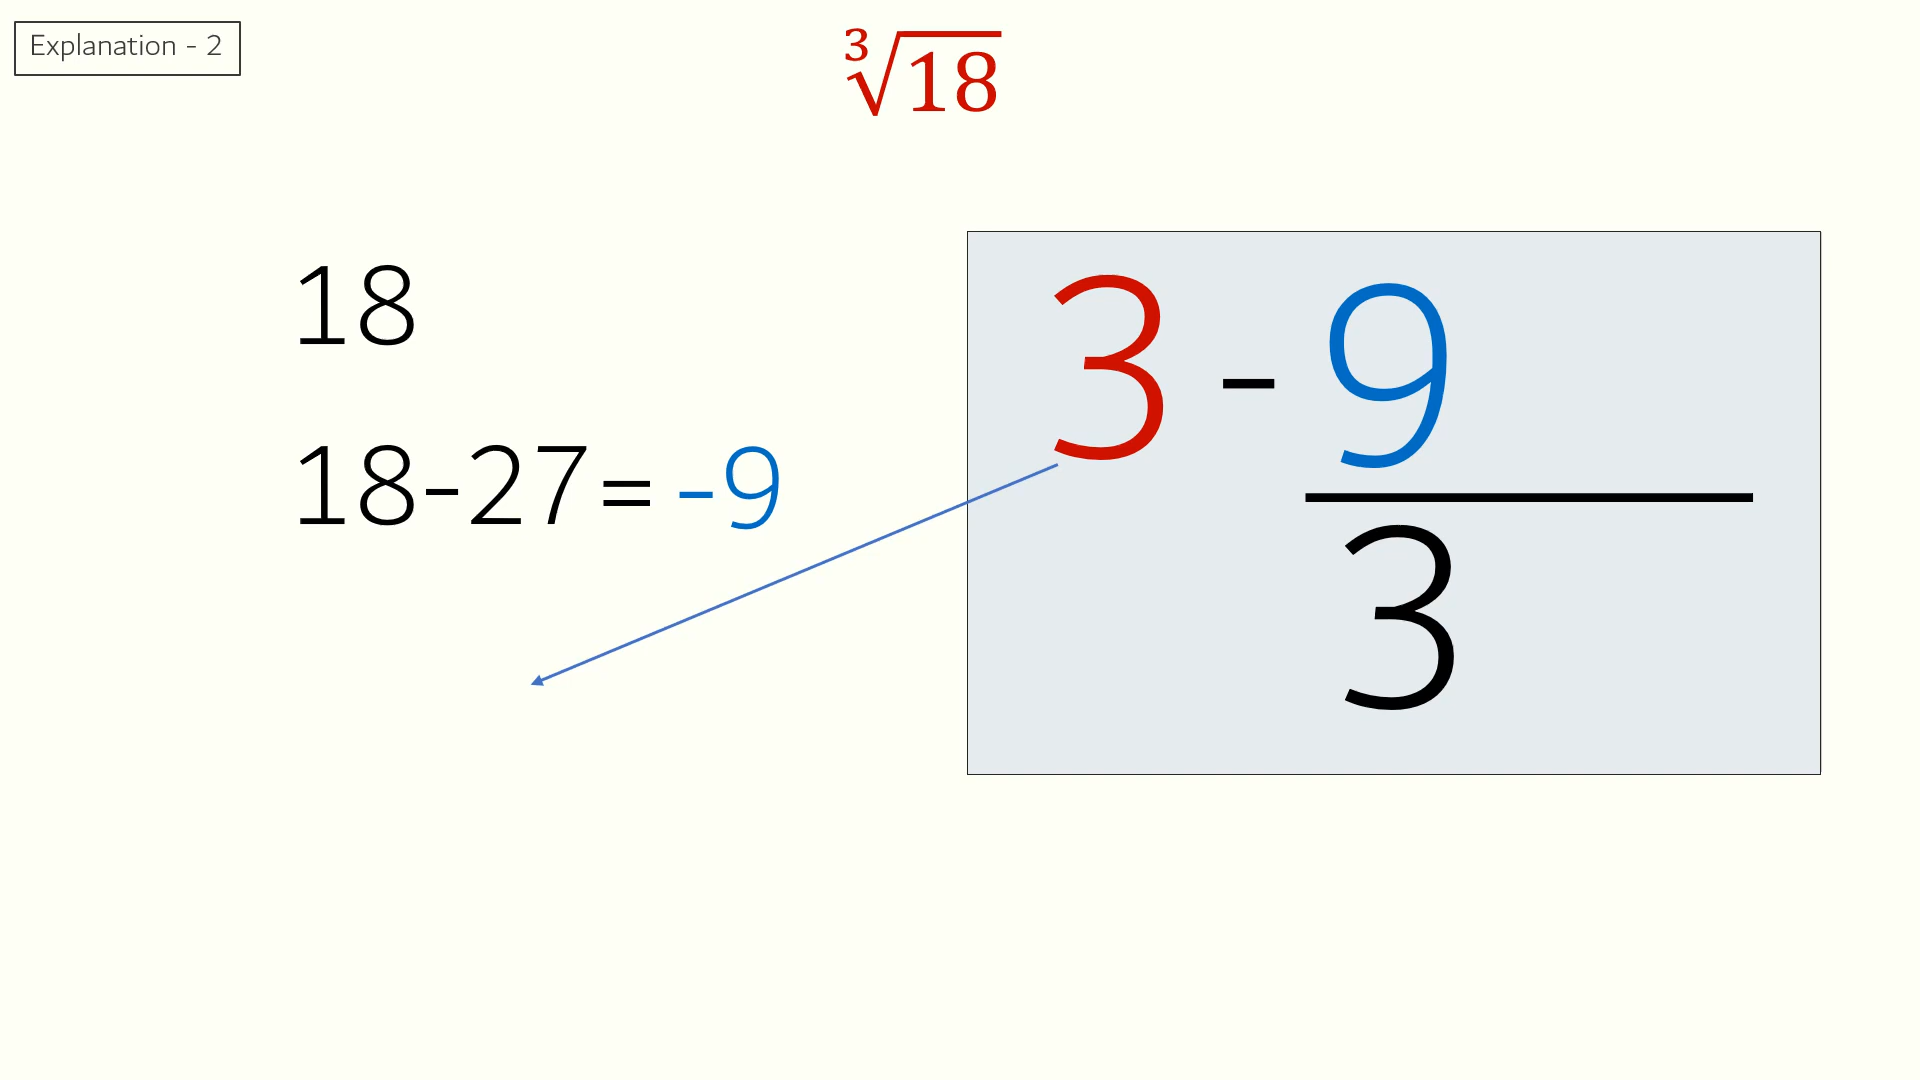 Explanation - 2
∛18
18
18-27= -9
3 - 9
3